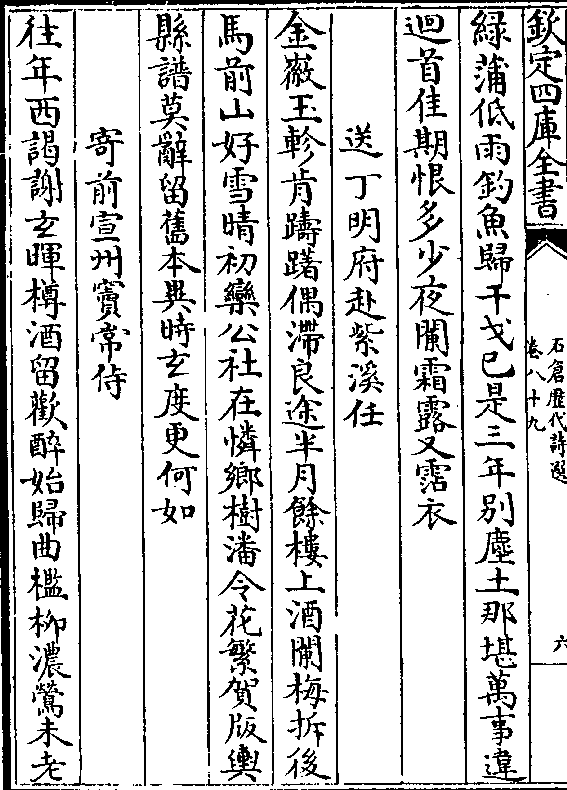 欽定四庫全書
石倉歷代詩選
卷八十九
六
綠蒲低雨釣魚歸干戈已是三年别塵土那堪萬事違
迴首佳期恨多少夜闌霜露又霑衣
送丁明府赴紫溪任
金徽玉軫肯躊躇偶滯良途半月餘樓上酒闌梅拆後
馬前山好雪晴初欒公社在憐鄉樹潘令花繁賀版輿
縣譜莫辭留舊本異時玄度更何如
寄前宣州竇常侍
往年西謁謝玄暉樽酒留歡醉始歸曲檻柳濃鶯未老